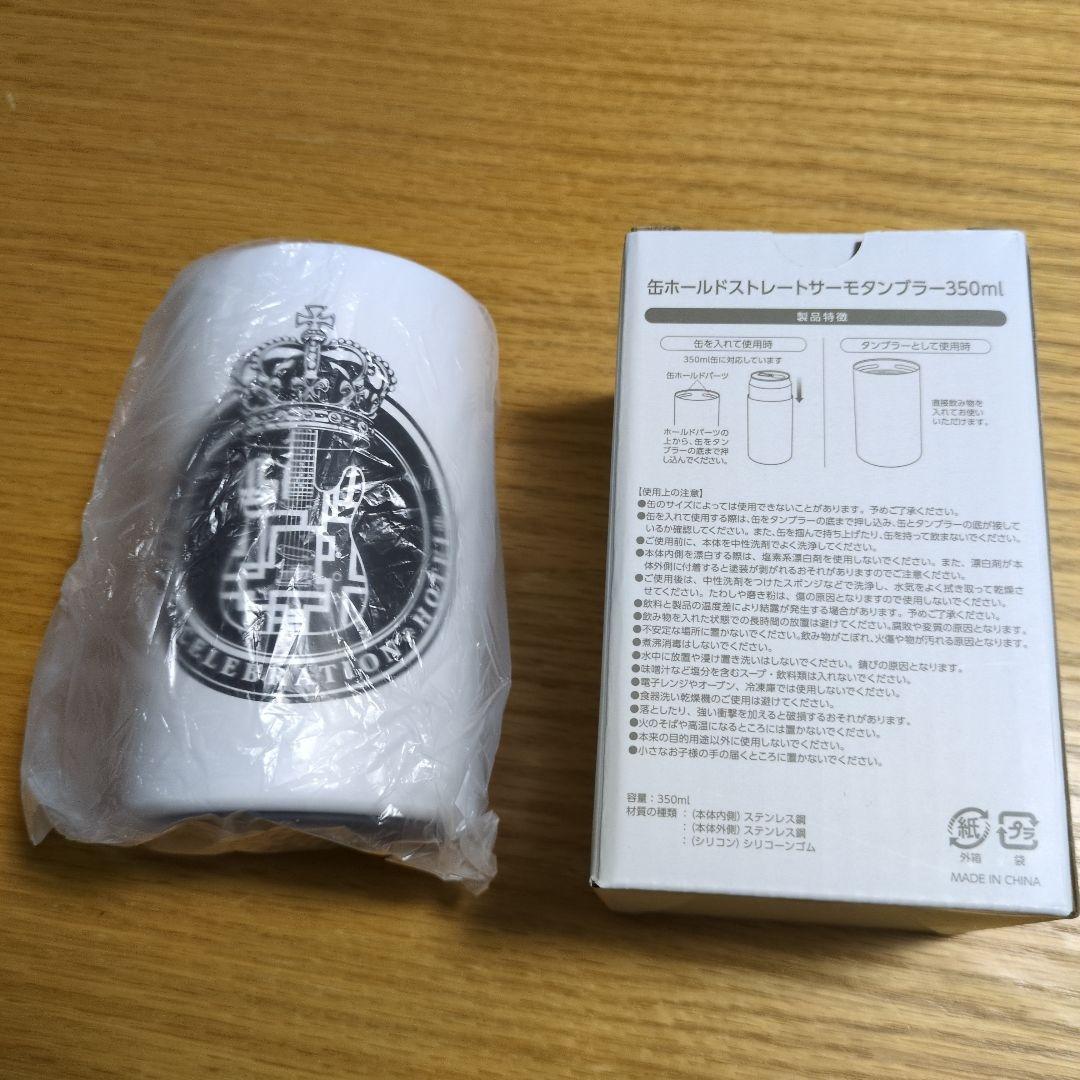 CELEBRATION
缶ホールドストレートサーモタンブラー350ml
製品特徴
缶を入れて使用時
350ml缶に対応しています
缶ホールドパーツ
ホールドパーツの
上から、缶をタン
ブラーの底まで押
し込んでください。
タンブラーとして使用時
直接飲み物を
入れてお使い
いただけます。
【使用上の注意】
●缶のサイズによっては使用できないことがあります。予めご了承ください。
●缶を入れて使用する際は、缶をタンブラーの底まで押し込み、缶とタンブラーの底が接して
いるか確認してください。また、缶を掴んで持ち上げたり、缶を持って飲まないでください。
●ご使用前に、本体を中性洗剤でよく洗浄してください。
●本体内側を漂白する際は、塩素系漂白剤を使用しないでください。また、漂白剤が本
体外側に付着すると塗装が剥がれるおそれがありますのでご注意ください。
●ご使用後は、中性洗剤をつけたスポンジなどで洗浄し、水気をよく拭き取って乾燥さ
せてください。たわしや磨き粉は、傷の原因となりますので使用しないでください。
●飲料と製品の温度差により結露が発生する場合があります。予めご了承ください。
●飲み物を入れた状態での長時間の放置は避けてください。腐敗や変質の原因となります。
●不安定な場所に置かないでください。飲み物がこぼれ、火傷や物が汚れる原因となります。
●煮沸消毒はしないでください。
●水中に放置や浸け置き洗いはしないでください。錆びの原因となります。
●味噌汁など塩分を含むスープ・飲料類は入れないでください。
●電子レンジやオーブン、冷凍庫では使用しないでください。
●食器洗い乾燥機のご使用は避けてください。
●落としたり、強い衝撃を加えると破損するおそれがあります。
●火のそばや高温になるところには置かないでください。
●本来の目的用途以外に使用しないでください。
●小さなお子様の手の届くところに置かないでください。
容量：350ml
材質の種類：(本体内側) ステンレス鋼
：(本体外側) ステンレス鋼
：(シリコン) シリコーンゴム
紙
外箱
プラ
袋
MADE IN CHINA